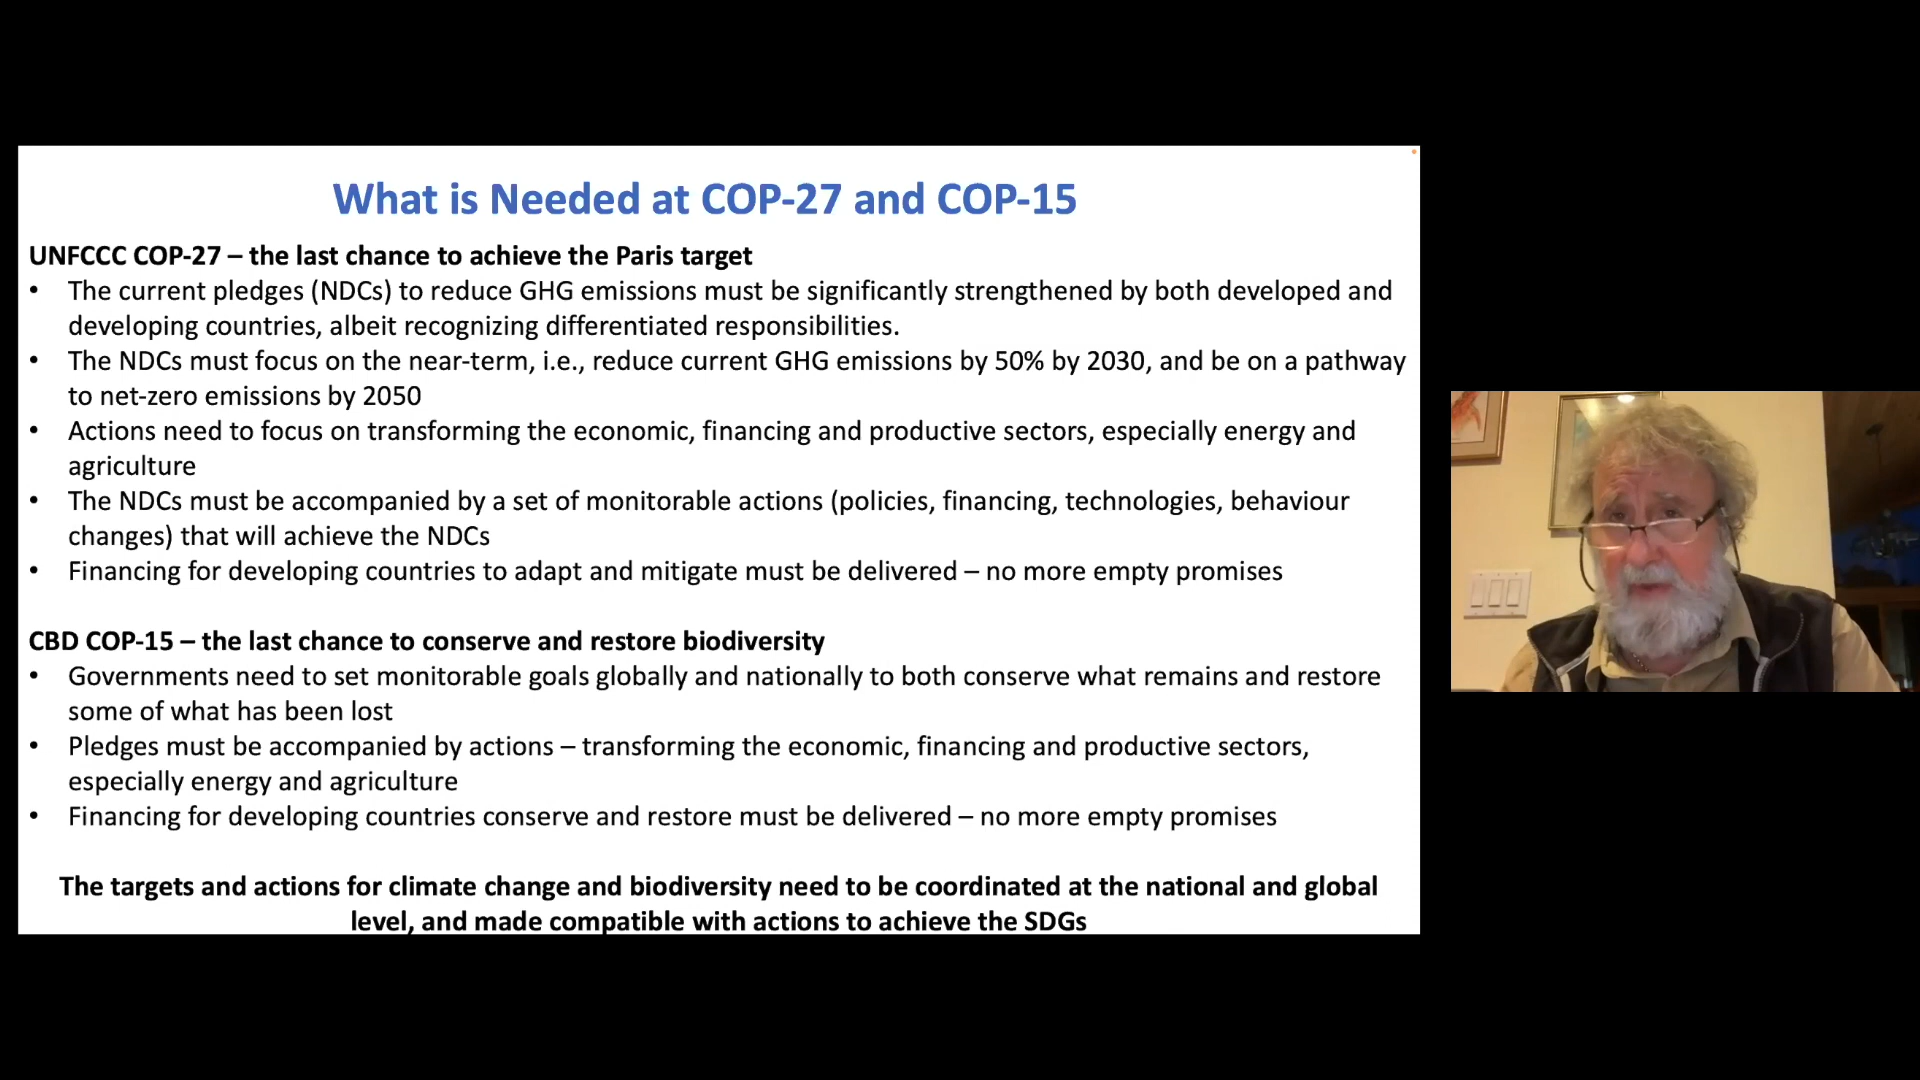 What is Needed at COP-27 and COP-15
UNFCCC COP-27 – the last chance to achieve the Paris target
• The current pledges (NDCs) to reduce GHG emissions must be significantly strengthened by both developed and
developing countries, albeit recognizing differentiated responsibilities.
• The NDCs must focus on the near-term, i.e., reduce current GHG emissions by 50% by 2030, and be on a pathway
to net-zero emissions by 2050
• Actions need to focus on transforming the economic, financing and productive sectors, especially energy and
agriculture
• The NDCs must be accompanied by a set of monitorable actions (policies, financing, technologies, behaviour
changes) that will achieve the NDCs
• Financing for developing countries to adapt and mitigate must be delivered – no more empty promises
CBD COP-15 – the last chance to conserve and restore biodiversity
• Governments need to set monitorable goals globally and nationally to both conserve what remains and restore
some of what has been lost
• Pledges must be accompanied by actions – transforming the economic, financing and productive sectors,
especially energy and agriculture
• Financing for developing countries conserve and restore must be delivered – no more empty promises
The targets and actions for climate change and biodiversity need to be coordinated at the national and global
level, and made compatible with actions to achieve the SDGs